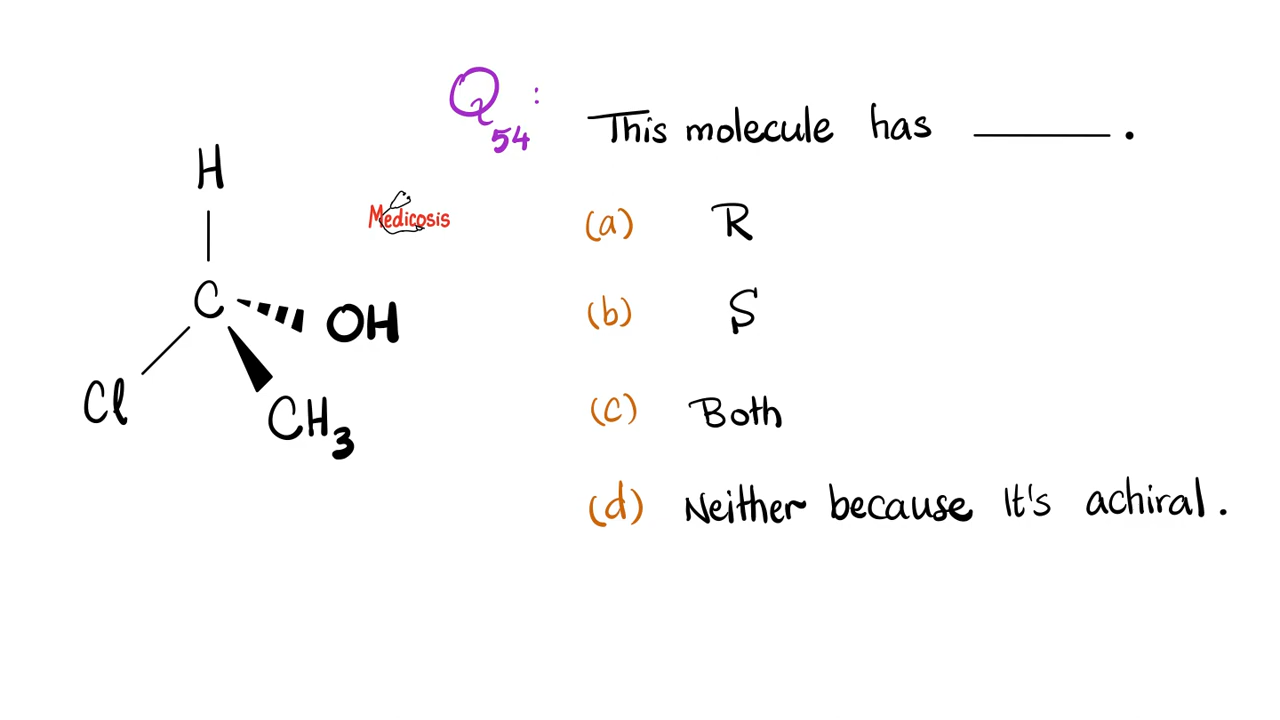 Q54:
This molecule has ______.
H
Medicosis
(a) R
C
OH
(b) S
Cl
CH3
(c) Both
(d) Neither because It's achiral.